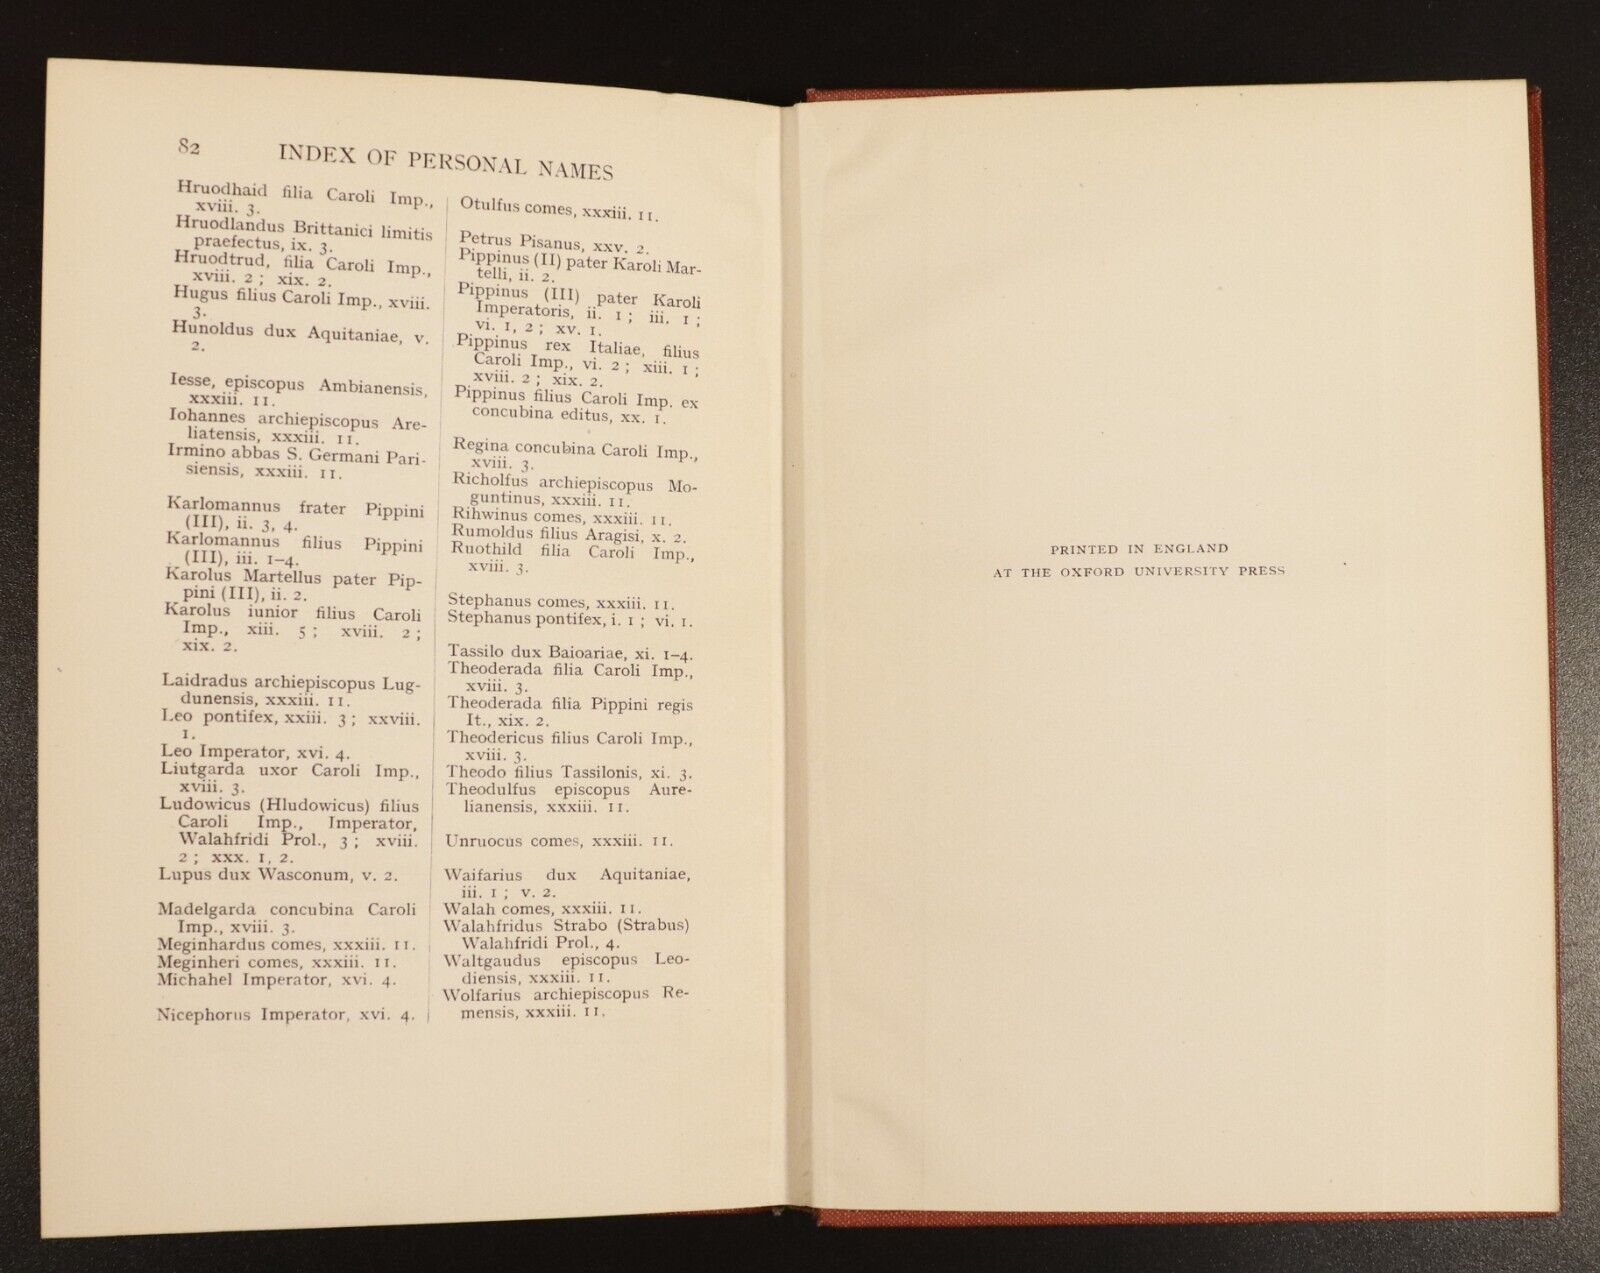 82
INDEX OF PERSONAL NAMES
Hruodhaid filia Caroli Imp.,
xviii. 3.
Hruodlandus Brittanici limitis
praefectus, ix. 3.
Hruodtrud, filia Caroli Imp.,
xviii. 2 ; xix. 2.
Hugus filius Caroli Imp., xviii.
3.
Hunoldus dux Aquitaniae, v.
2.
Iesse, episcopus Ambianensis,
xxxiii. 11.
Iohannes archiepiscopus Are-
liatensis, xxxiii. 11.
Irmino abbas S. Germani Pari-
siensis, xxxiii. 11.
Karlomannus frater Pippini
(III), ii. 3, 4.
Karlomannus filius Pippini
(III), iii. 1–4.
Karolus Martellus pater Pip-
pini (III), ii. 2.
Karolus iunior filius Caroli
Imp., xiii. 5 ; xviii. 2 ;
xix. 2.
Laidradus archiepiscopus Lug-
dunensis, xxxiii. 11.
Leo pontifex, xxiii. 3 ; xxviii.
1.
Leo Imperator, xvi. 4.
Liutgarda uxor Caroli Imp.,
xviii. 3.
Ludowicus (Hludowicus) filius
Caroli Imp., Imperator,
Walahfridi Prol., 3 ; xviii.
2 ; xxx. 1, 2.
Lupus dux Wasconum, v. 2.
Madelgarda concubina Caroli
Imp., xviii. 3.
Meginhardus comes, xxxiii. 11.
Meginheri comes, xxxiii. 11.
Michahel Imperator, xvi. 4.
Nicephorus Imperator, xvi. 4.
Otulfus comes, xxxiii. 11.
Petrus Pisanus, xxv. 2.
Pippinus (II) pater Karoli Mar-
telli, ii. 2.
Pippinus (III) pater Karoli
Imperatoris, ii. 1 ; iii. 1 ;
vi. 1, 2 ; xv. 1.
Pippinus rex Italiae, filius
Caroli Imp., vi. 2 ; xiii. 1 ;
xviii. 2 ; xix. 2.
Pippinus filius Caroli Imp. ex
concubina editus, xx. 1.
Regina concubina Caroli Imp.,
xviii. 3.
Richolfus archiepiscopus Mo-
guntinus, xxxiii. 11.
Rihwinus comes, xxxiii. 11.
Rumoldus filius Aragisi, x. 2.
Ruothild filia Caroli Imp.,
xviii. 3.
Stephanus comes, xxxiii. 11.
Stephanus pontifex, i. 1 ; vi. 1.
Tassilo dux Baioariae, xi. 1–4.
Theoderada filia Caroli Imp.,
xviii. 3.
Theoderada filia Pippini regis
It., xix. 2.
Theodericus filius Caroli Imp.,
xviii. 3.
Theodo filius Tassilonis, xi. 3.
Theodulfus episcopus Aure-
lianensis, xxxiii. 11.
Unruocus comes, xxxiii. 11.
Waifarius dux Aquitaniae,
iii. 1 ; v. 2.
Walah comes, xxxiii. 11.
Walahfridus Strabo (Strabus)
Walahfridi Prol., 4.
Waltgaudus episcopus Leo-
diensis, xxxiii. 11.
Wolfarius archiepiscopus Re-
mensis, xxxiii. 11.
PRINTED IN ENGLAND
AT THE OXFORD UNIVERSITY PRESS